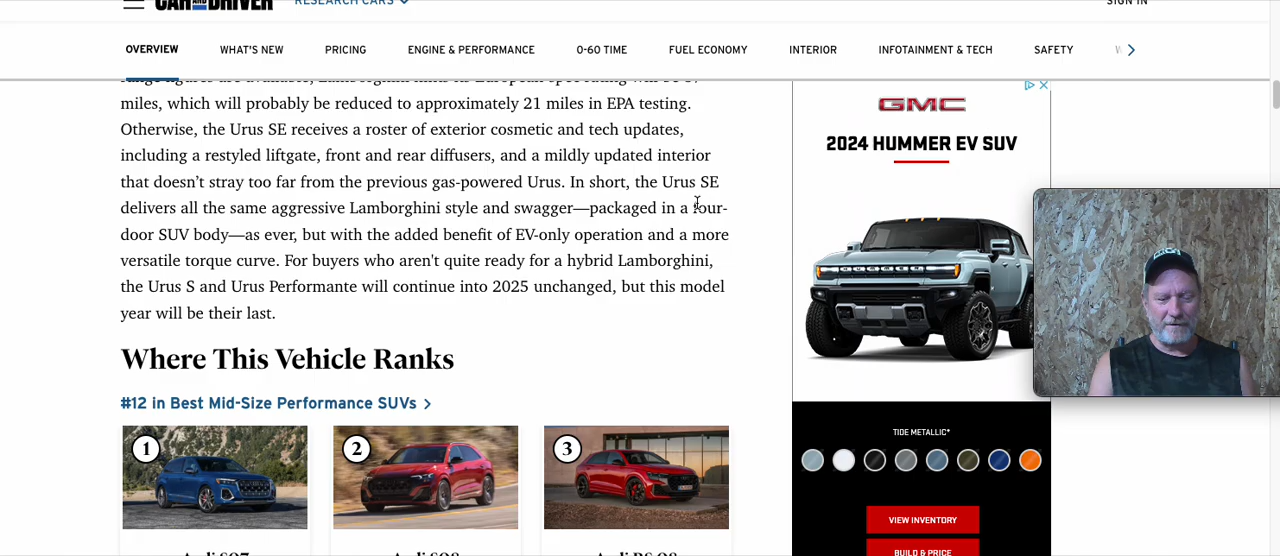 CAR AND DRIVER
RESEARCH CARS
SIGN IN
OVERVIEW
WHAT'S NEW
PRICING
ENGINE & PERFORMANCE
0-60 TIME
FUEL ECONOMY
INTERIOR
INFOTAINMENT & TECH
SAFETY
miles, which will probably be reduced to approximately 21 miles in EPA testing.
Otherwise, the Urus SE receives a roster of exterior cosmetic and tech updates,
including a restyled liftgate, front and rear diffusers, and a mildly updated interior
that doesn’t stray too far from the previous gas-powered Urus. In short, the Urus SE
delivers all the same aggressive Lamborghini style and swagger—packaged in a four-
door SUV body—as ever, but with the added benefit of EV-only operation and a more
versatile torque curve. For buyers who aren't quite ready for a hybrid Lamborghini,
the Urus S and Urus Performante will continue into 2025 unchanged, but this model
year will be their last.
Where This Vehicle Ranks
#12 in Best Mid-Size Performance SUVs
1
2
3
Audi SQ7
Audi SQ8
Audi RS Q8
GMC
2024 HUMMER EV SUV
TIDE METALLIC*
VIEW INVENTORY
BUILD & PRICE